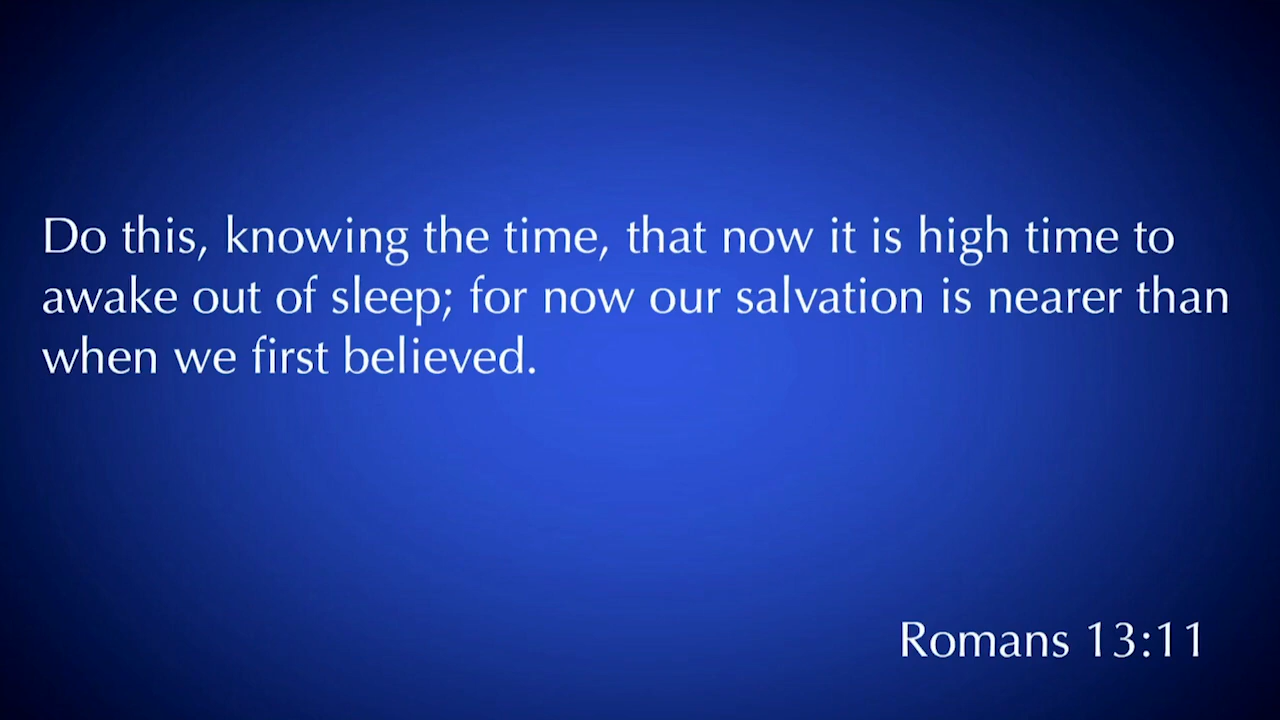 Do this, knowing the time, that now it is high time to
awake out of sleep; for now our salvation is nearer than
when we first believed.
Romans 13:11